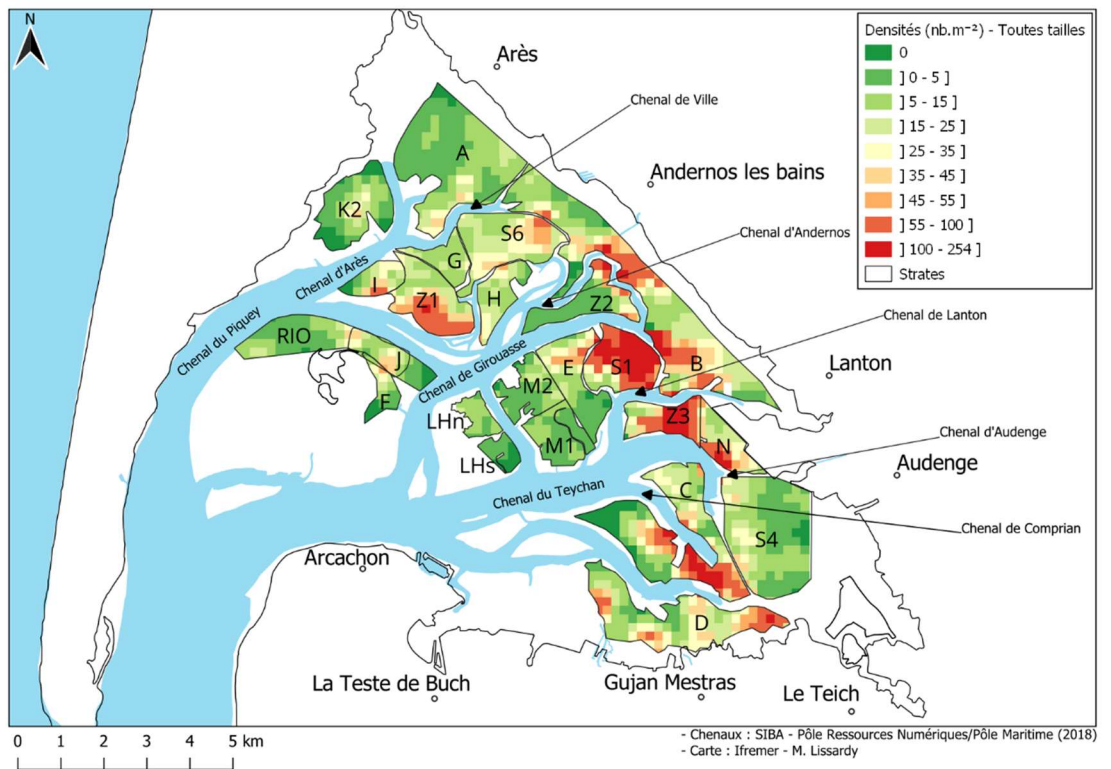 N
Arès
Chenal de Ville
Andernos les bains
Chenal d'Andernos
Chenal de Lanton
Lanton
Chenal d'Audenge
Audenge
Chenal de Comprian
Densités (nb.m⁻²) - Toutes tailles
0
] 0 - 5 ]
] 5 - 15 ]
] 15 - 25 ]
] 25 - 35 ]
] 35 - 45 ]
] 45 - 55 ]
] 55 - 100 ]
] 100 - 254 ]
Strates
A
K2
S6
G
I
Z1
H
Z2
Chenal d'Arès
Chenal du Piquey
RIO
J
F
Chenal de Girouasse
E
S1
B
M2
LHn
M1
LHs
Z3
N
Chenal du Teychan
C
S4
D
Arcachon
La Teste de Buch
Gujan Mestras
Le Teich
0 1 2 3 4 5 km
- Chenaux : SIBA - Pôle Ressources Numériques/Pôle Maritime (2018)
- Carte : Ifremer - M. Lissardy